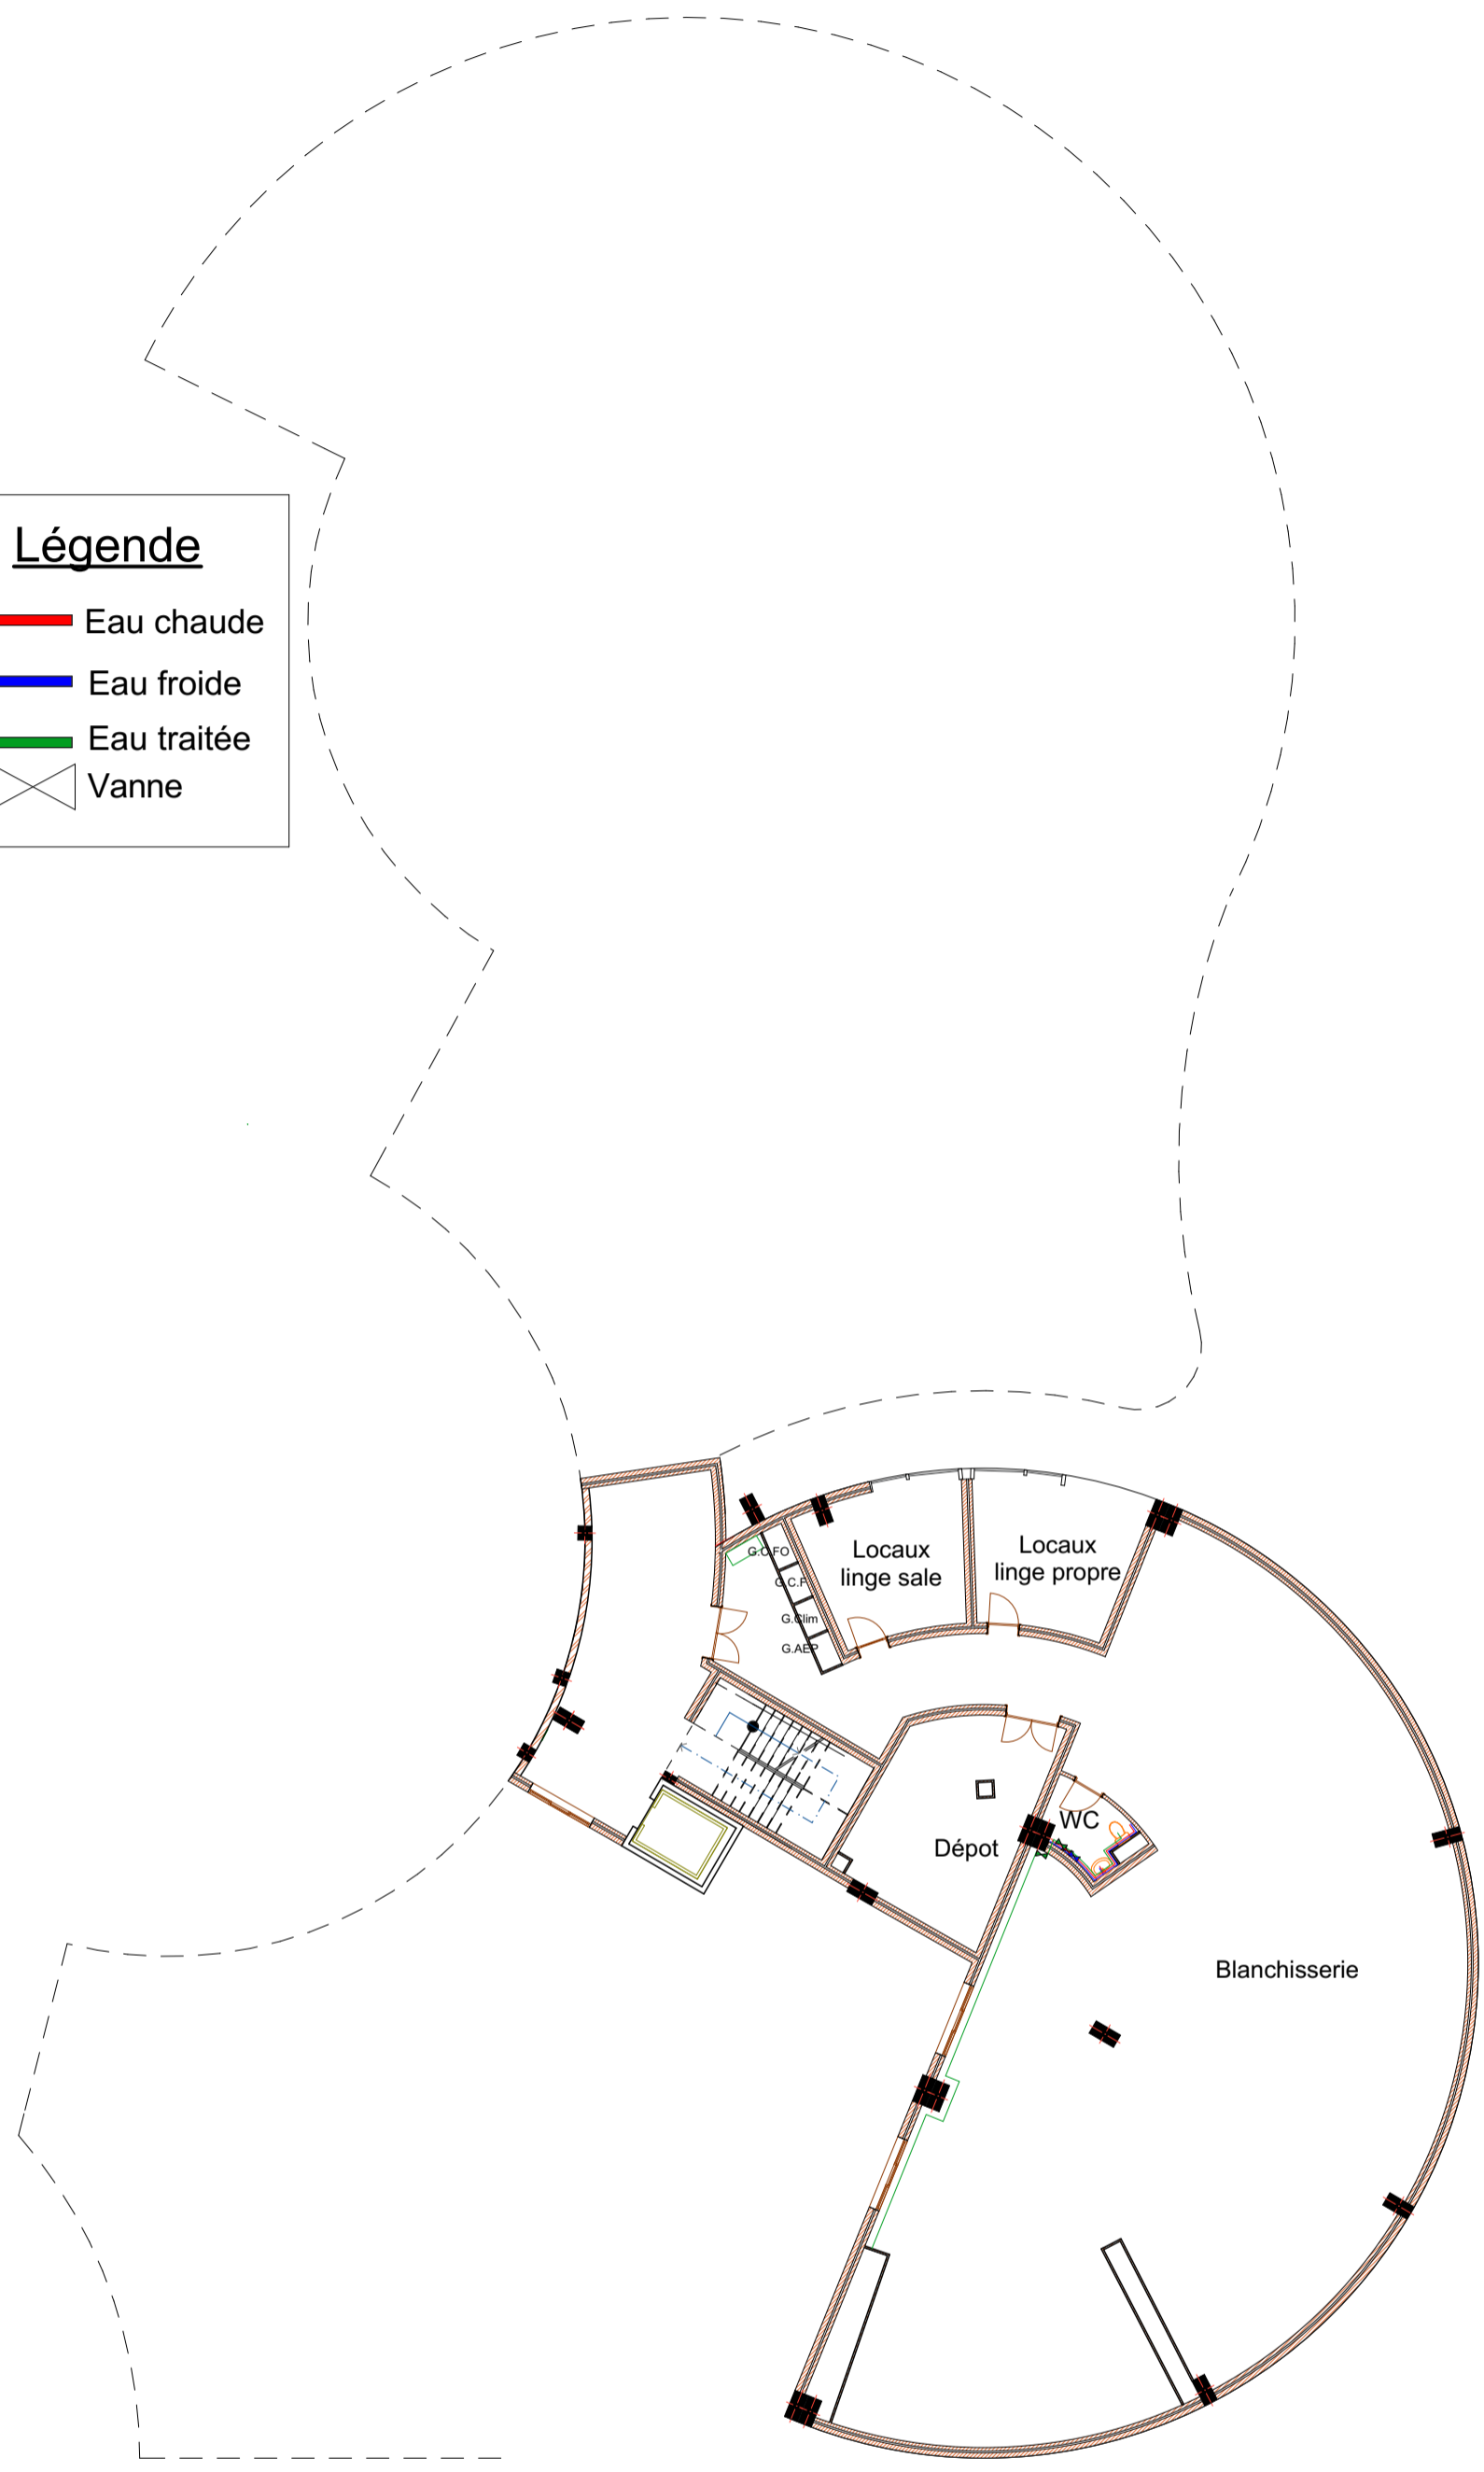 Légende
Eau chaude
Eau froide
Eau traitée
Vanne
G.C.FO
G.C.F
G.Clim
G.AEP
Locaux
linge sale
Locaux
linge propre
WC
Dépot
Blanchisserie